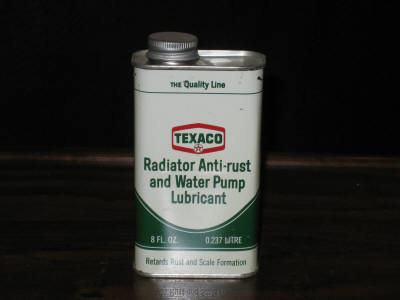 THE Quality Line
TEXACO
Radiator Anti-rust
and Water Pump
Lubricant
8 FL. OZ. 0.237 LITRE
Retards Rust and Scale Formation